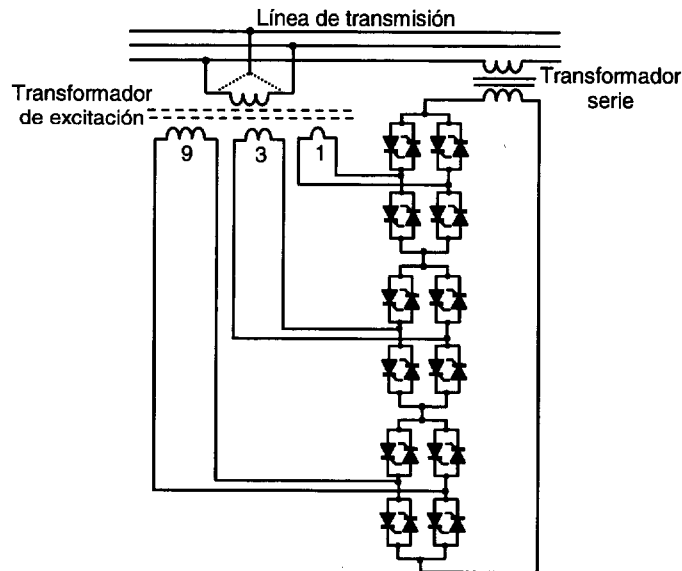 Línea de transmisión
Transformador
de excitación
Transformador
serie
9
3
1